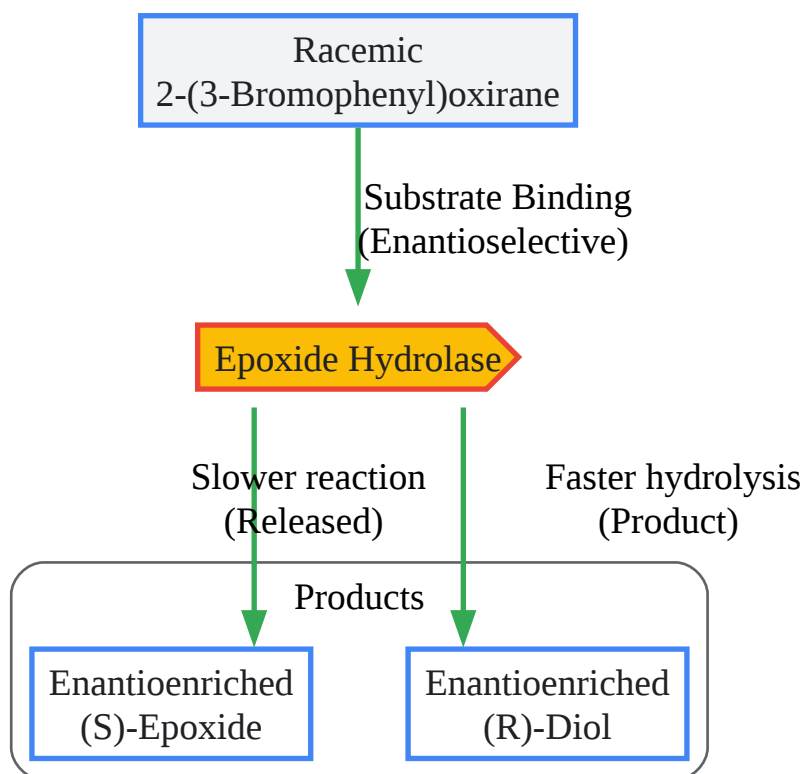 Racemic
2-(3-Bromophenyl)oxirane
Substrate Binding
(Enantioselective)
Epoxide Hydrolase
Slower reaction
(Released)
Faster hydrolysis
(Product)
Products
Enantioenriched
(S)-Epoxide
Enantioenriched
(R)-Diol